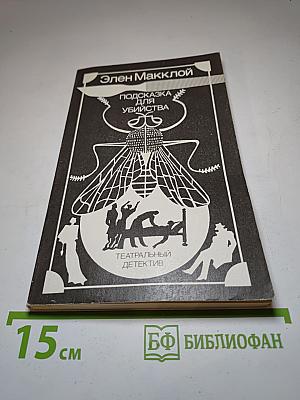 Элен Макклой
ПОДСКАЗКА
ДЛЯ
УБИЙСТВА
ТЕАТРАЛЬНЫЙ
ДЕТЕКТИВ
15 см
БФ БИБЛИОФАН